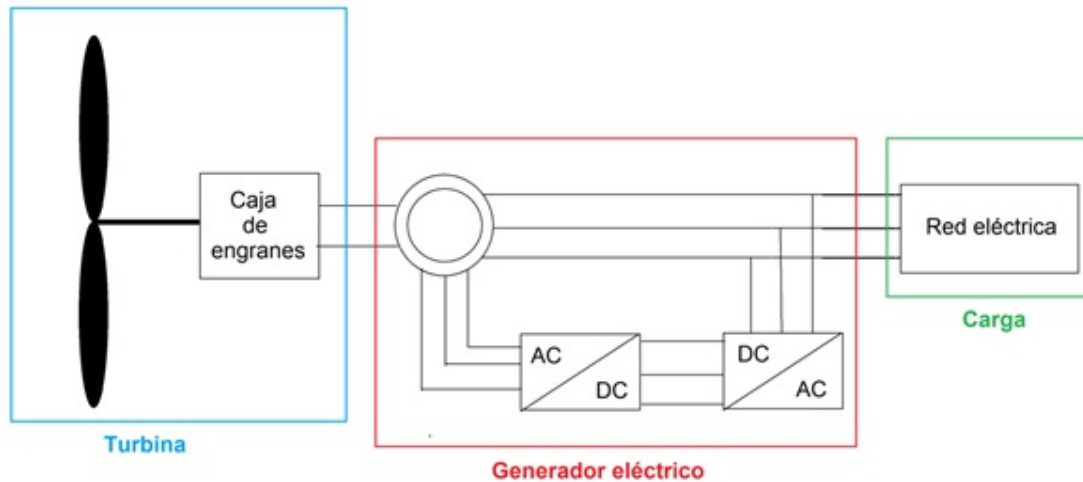 Caja
de
engranes
Red eléctrica
Carga
AC
DC
DC
AC
Turbina
Generador eléctrico